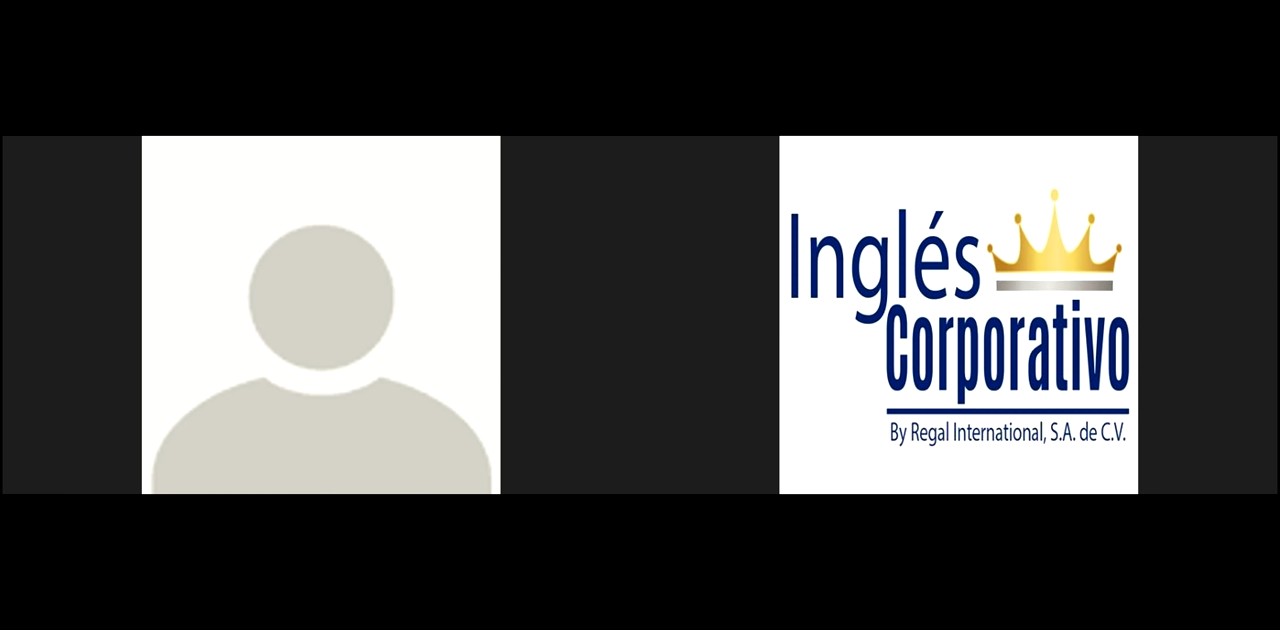 Inglés
Corporativo
By Regal International, S.A. de C.V.